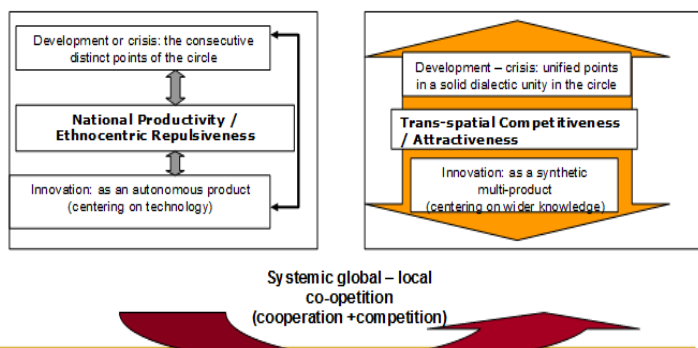 Development or crisis: the consecutive
distinct points of the circle
National Productivity /
Ethnocentric Repulsiveness
Innovation: as an autonomous product
(centering on technology)
Development – crisis: unified points
in a solid dialectic unity in the circle
Trans-spatial Competitiveness
/ Attractiveness
Innovation: as a synthetic
multi-product
(centering on wider knowledge)
Systemic global – local
co-opetition
(cooperation +competition)